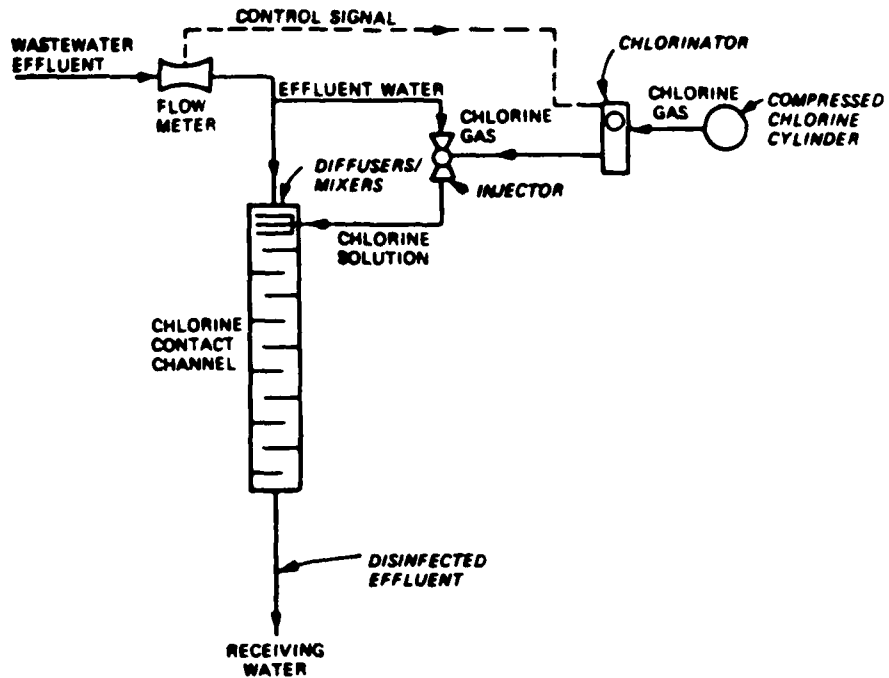 CONTROL SIGNAL
WASTEWATER
EFFLUENT
FLOW
METER
EFFLUENT WATER
CHLORINE
GAS
CHLORINATOR
CHLORINE
GAS
COMPRESSED
CHLORINE
CYLINDER
DIFFUSERS/
MIXERS
INJECTOR
CHLORINE
SOLUTION
CHLORINE
CONTACT
CHANNEL
DISINFECTED
EFFLUENT
RECEIVING
WATER